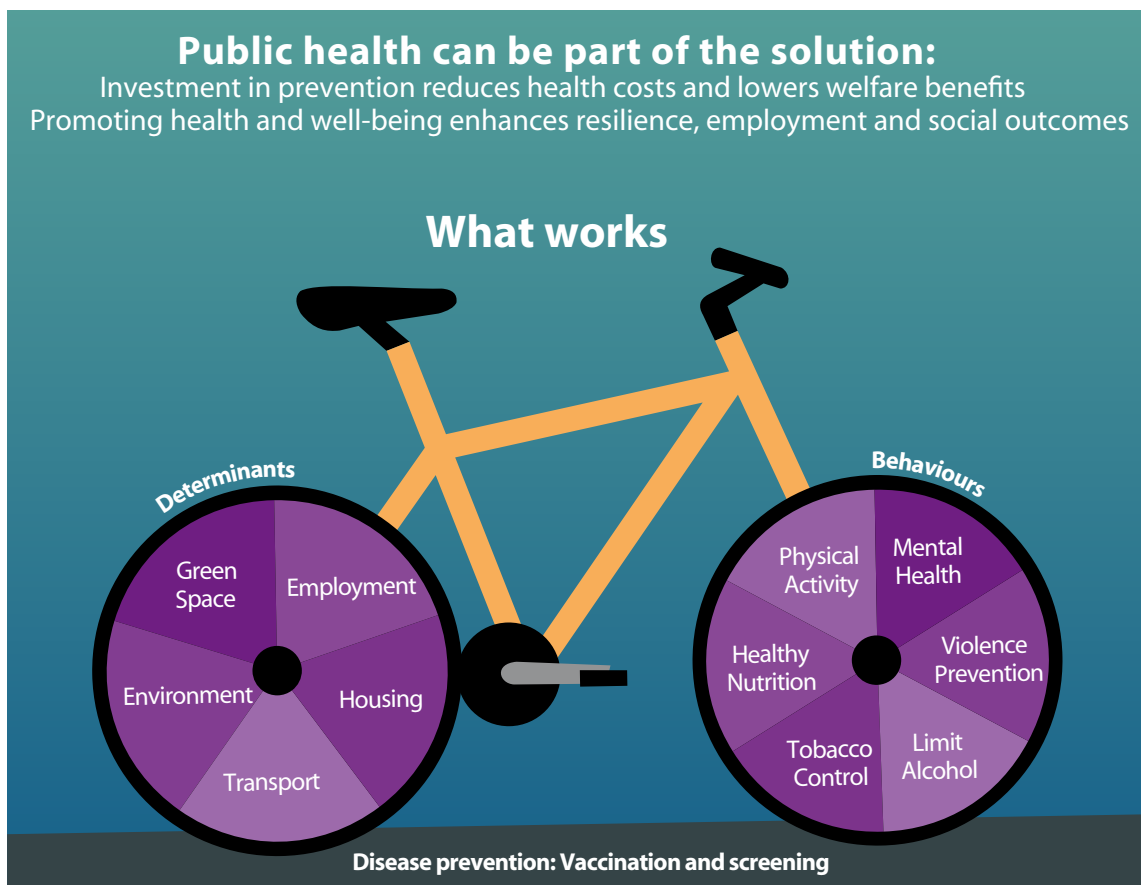 Public health can be part of the solution:
Investment in prevention reduces health costs and lowers welfare benefits
Promoting health and well-being enhances resilience, employment and social outcomes
What works
Determinants
Green
Space
Employment
Environment
Housing
Transport
Behaviours
Physical
Activity
Mental
Health
Healthy
Nutrition
Violence
Prevention
Tobacco
Control
Limit
Alcohol
Disease prevention: Vaccination and screening